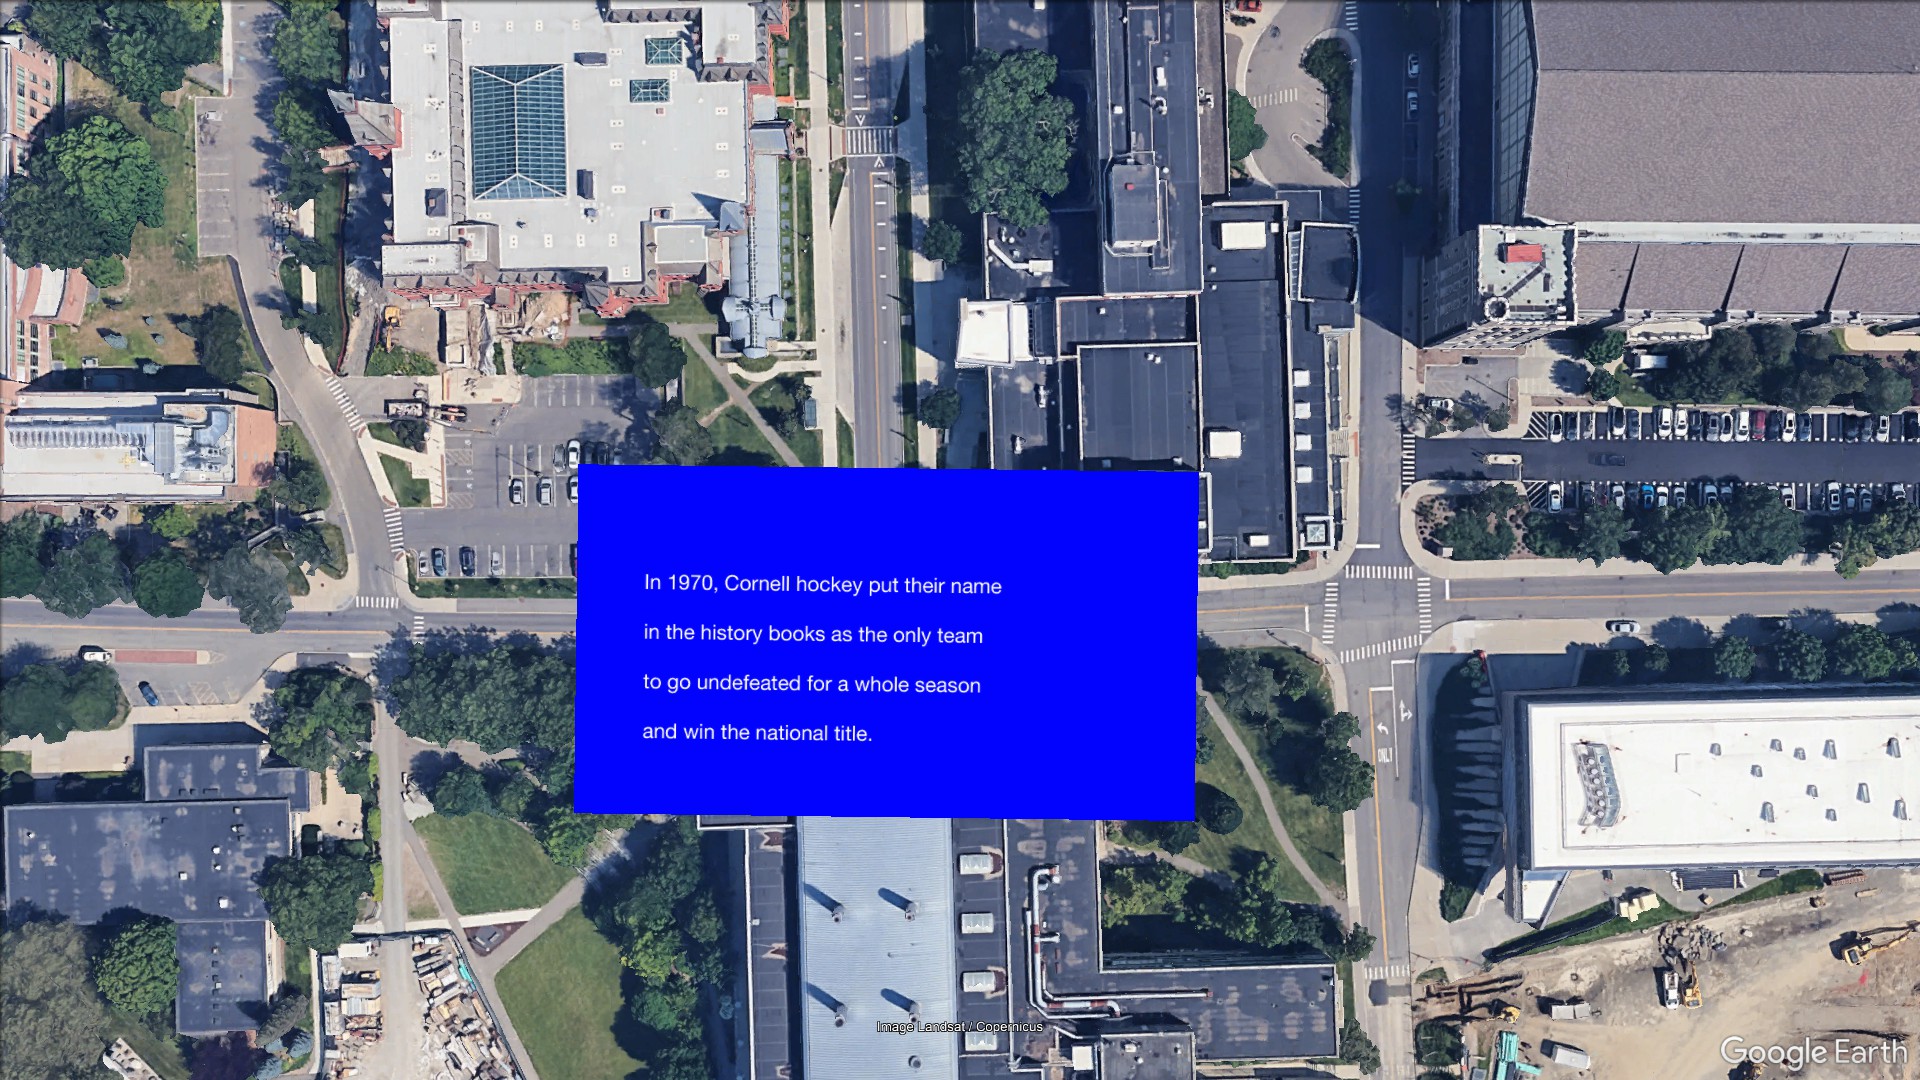 In 1970, Cornell hockey put their name
in the history books as the only team
to go undefeated for a whole season
and win the national title.
ONLY
Image Landsat / Copernicus
Google Earth